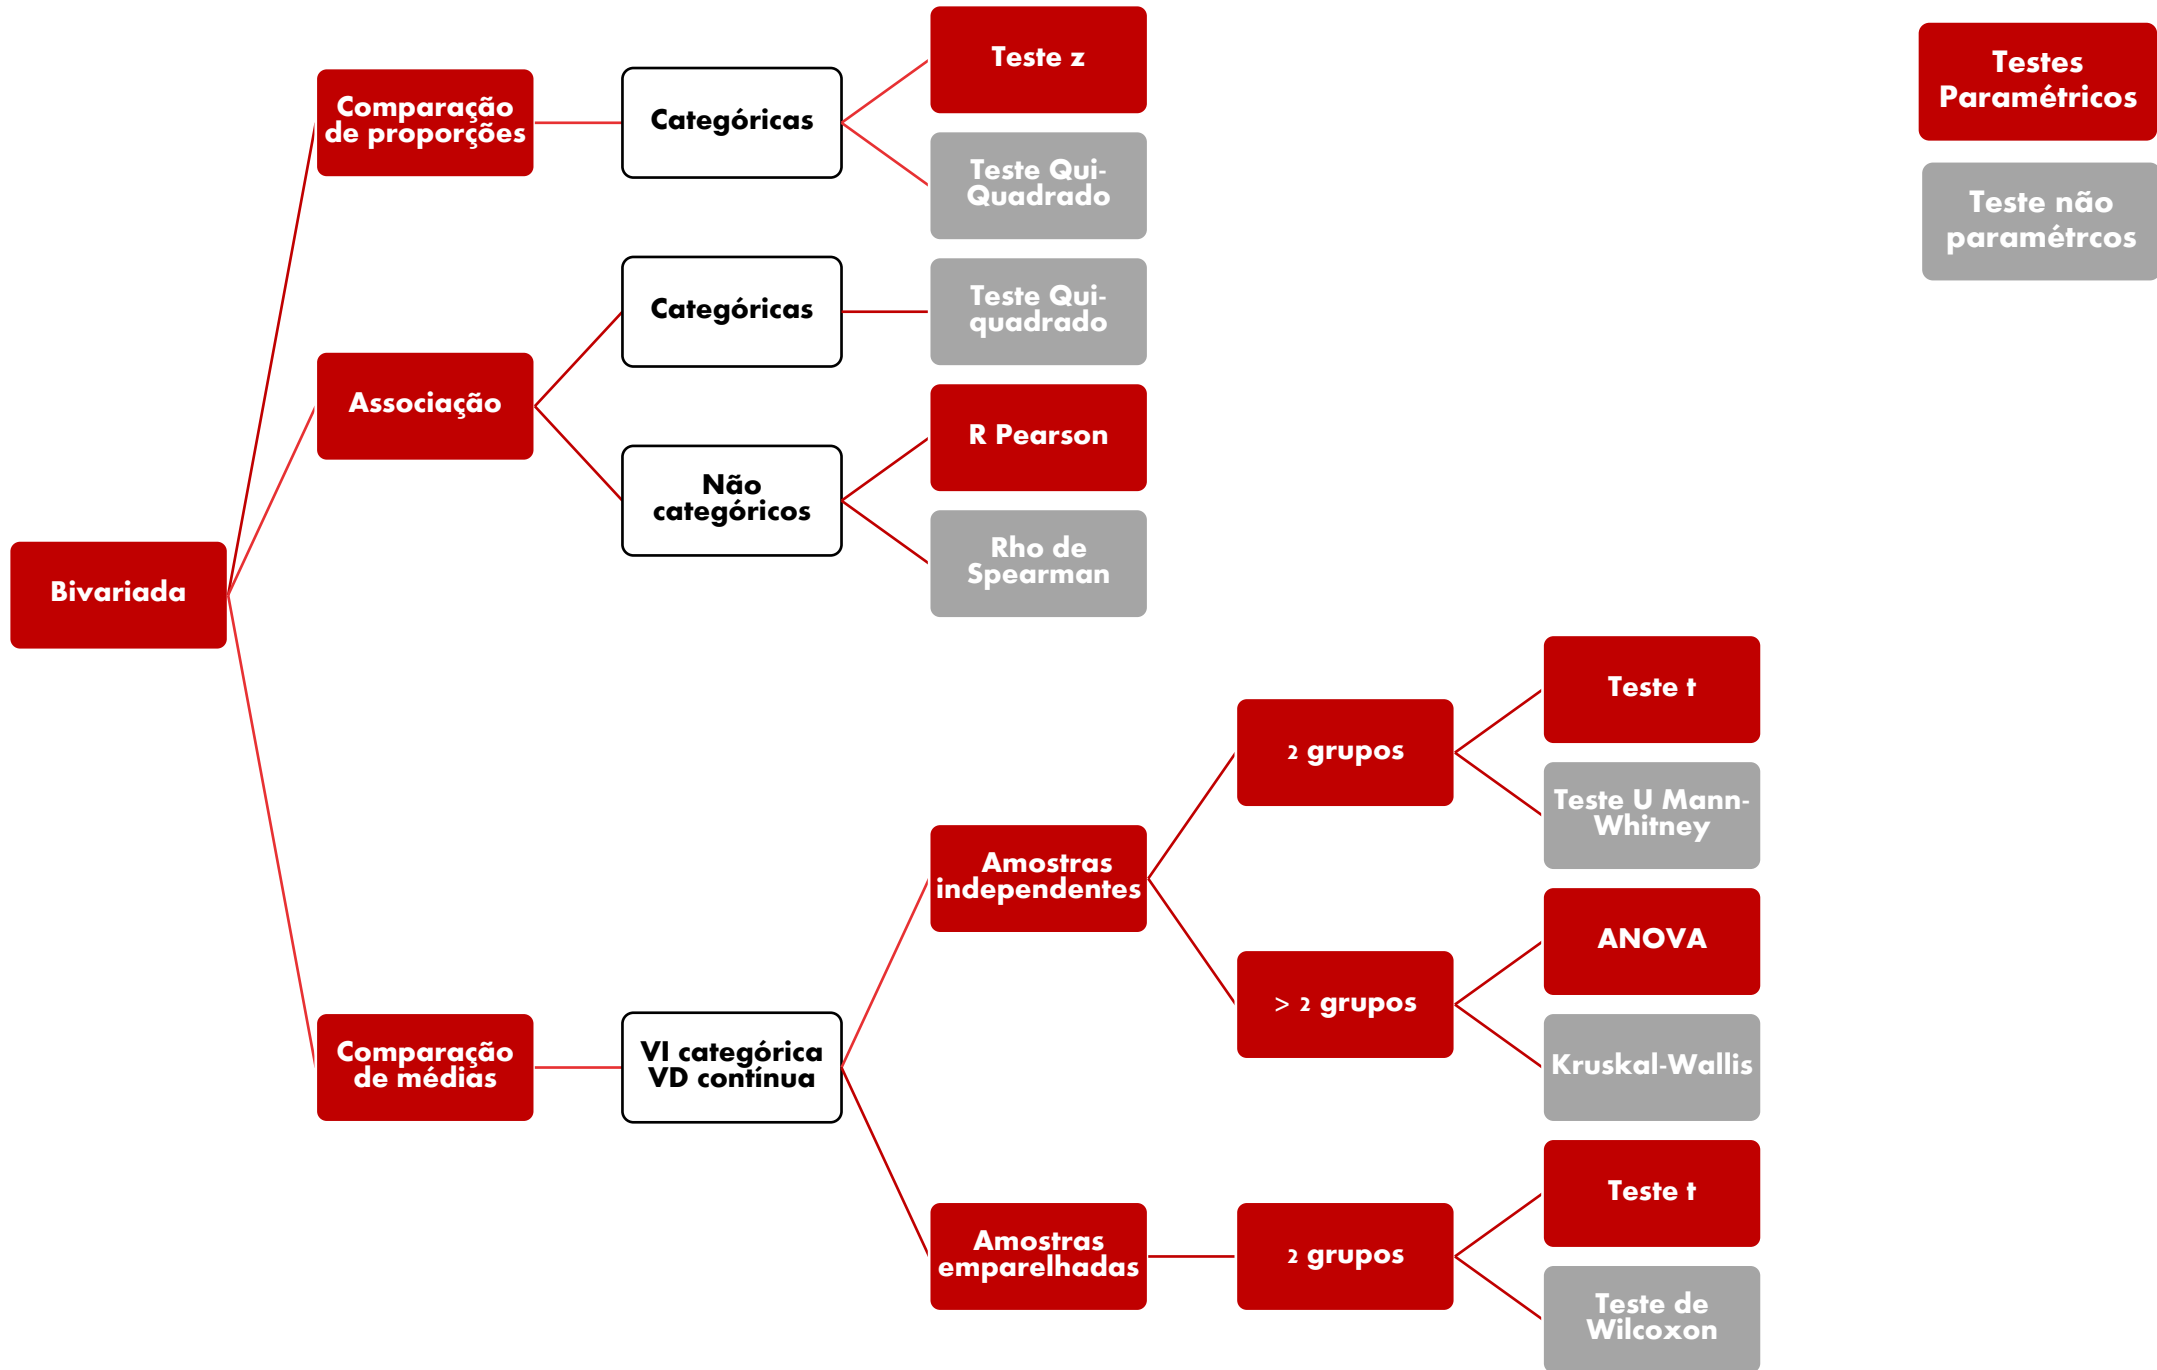 Teste z
Testes
Paramétricos
Comparação
de proporções
Categóricas
Teste Qui-
Quadrado
Teste não
paramétrcos
Categóricas
Teste Qui-
quadrado
Associação
R Pearson
Não
categóricos
Rho de
Spearman
Bivariada
Teste t
2 grupos
Teste U Mann-
Whitney
Amostras
independentes
ANOVA
> 2 grupos
Comparação
de médias
VI categórica
VD contínua
Kruskal-Wallis
Teste t
Amostras
emparelhadas
2 grupos
Teste de
Wilcoxon